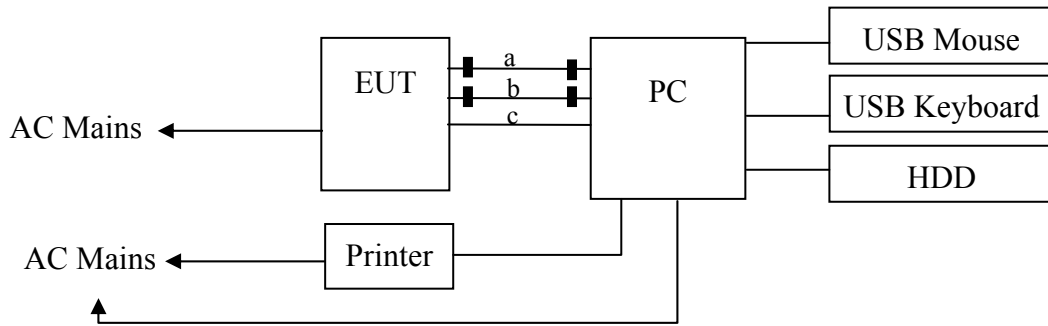 USB Mouse
a
EUT
PC
b
USB Keyboard
c
AC Mains
HDD
Printer
AC Mains